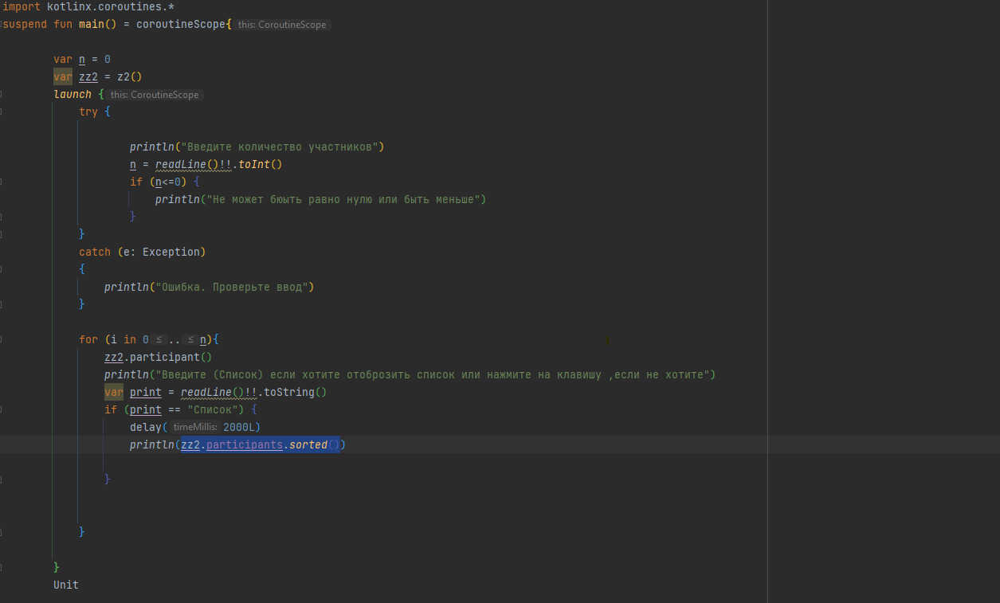 import kotlinx.coroutines.*
suspend fun main() = coroutineScope{ this: CoroutineScope
var n = 0
var zz2 = z2()
launch { this: CoroutineScope
try {
println("Введите количество участников")
n = readLine()!!.toInt()
if (n<=0) {
println("Не может бюыть равно нулю или быть меньше")
}
}
catch (e: Exception)
{
println("Ошибка. Проверьте ввод")
}
for (i in 0 ≤ .. ≤ n){
zz2.participant()
println("Введите (Список) если хотите отоброзить список или нажмите на клавишу ,если не хотите")
var print = readLine()!!.toString()
if (print == "Список") {
delay( timeMillis: 2000L)
println(zz2.participants.sorted())
}
}
}
Unit